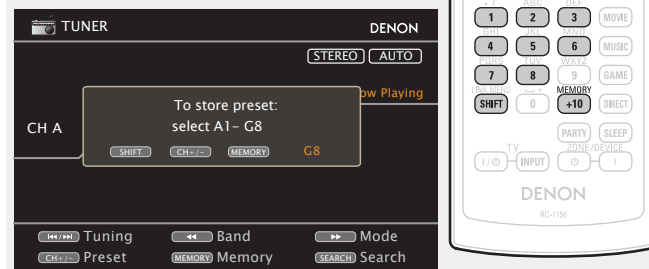 TUNER DENON
STEREO AUTO
Now Playing
CH A
To store preset:
select A1– G8
SHIFT CH+/– MEMORY G8
Tuning Band Mode
CH+/– Preset MEMORY Memory SEARCH Search
./ ABC DEF
1 2 3 MOVIE
GHI JKL MNO
4 5 6 MUSIC
PQRS TUV WXYZ
7 8 9 GAME
LINK MENU MEMORY
SHIFT 0 +10 DIRECT
PARTY SLEEP
TV ZONE/DEVICE
INPUT
DENON
RC-1156